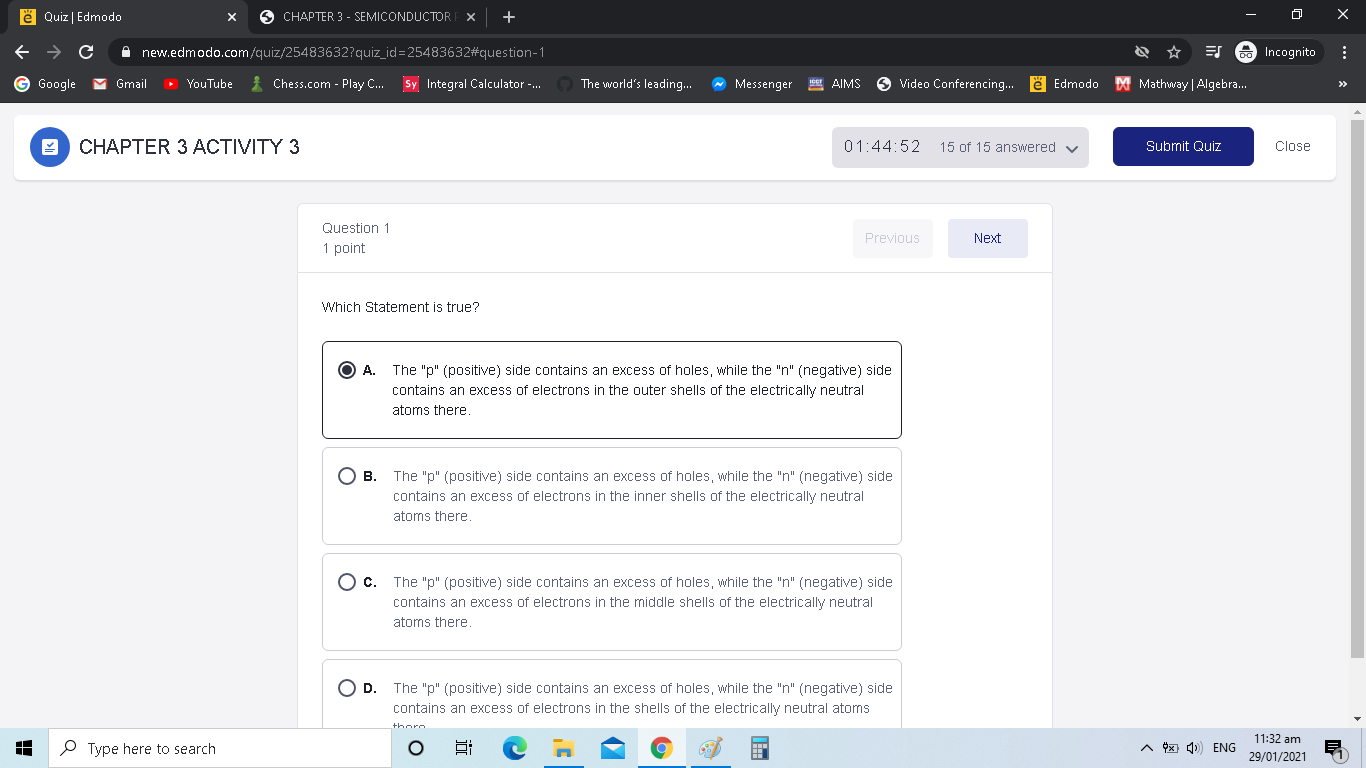 Quiz | Edmodo
CHAPTER 3 - SEMICONDUCTOR
new.edmodo.com/quiz/25483632?quiz_id=25483632#question-1
Incognito
Google Gmail YouTube Chess.com - Play C... Integral Calculator -... The world's leading... Messenger AIMS Video Conferencing... Edmodo Mathway | Algebra... »
CHAPTER 3 ACTIVITY 3
01:44:52 15 of 15 answered
Submit Quiz
Close
Question 1
1 point
Previous
Next
Which Statement is true?
A. The "p" (positive) side contains an excess of holes, while the "n" (negative) side
contains an excess of electrons in the outer shells of the electrically neutral
atoms there.
B. The "p" (positive) side contains an excess of holes, while the "n" (negative) side
contains an excess of electrons in the inner shells of the electrically neutral
atoms there.
C. The "p" (positive) side contains an excess of holes, while the "n" (negative) side
contains an excess of electrons in the middle shells of the electrically neutral
atoms there.
D. The "p" (positive) side contains an excess of holes, while the "n" (negative) side
contains an excess of electrons in the shells of the electrically neutral atoms
there.
Type here to search
ENG
11:32 am
29/01/2021
1